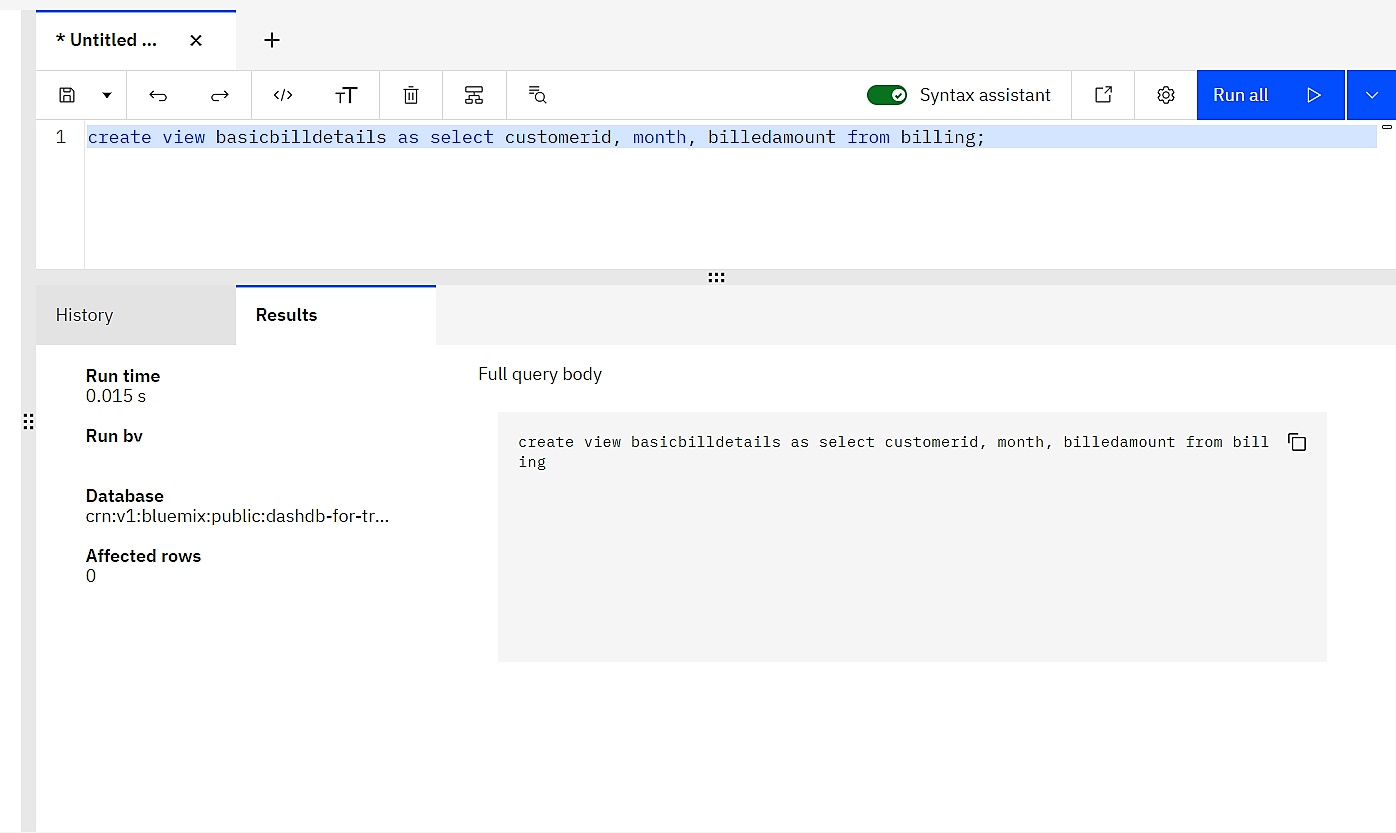 * Untitled ...
Syntax assistant
Run all
1 create view basicbilldetails as select customerid, month, billedamount from billing;
History
Results
Run time
0.015 s
Run by
Database
crn:v1:bluemix:public:dashdb-for-tr...
Affected rows
0
Full query body
create view basicbilldetails as select customerid, month, billedamount from bill
ing